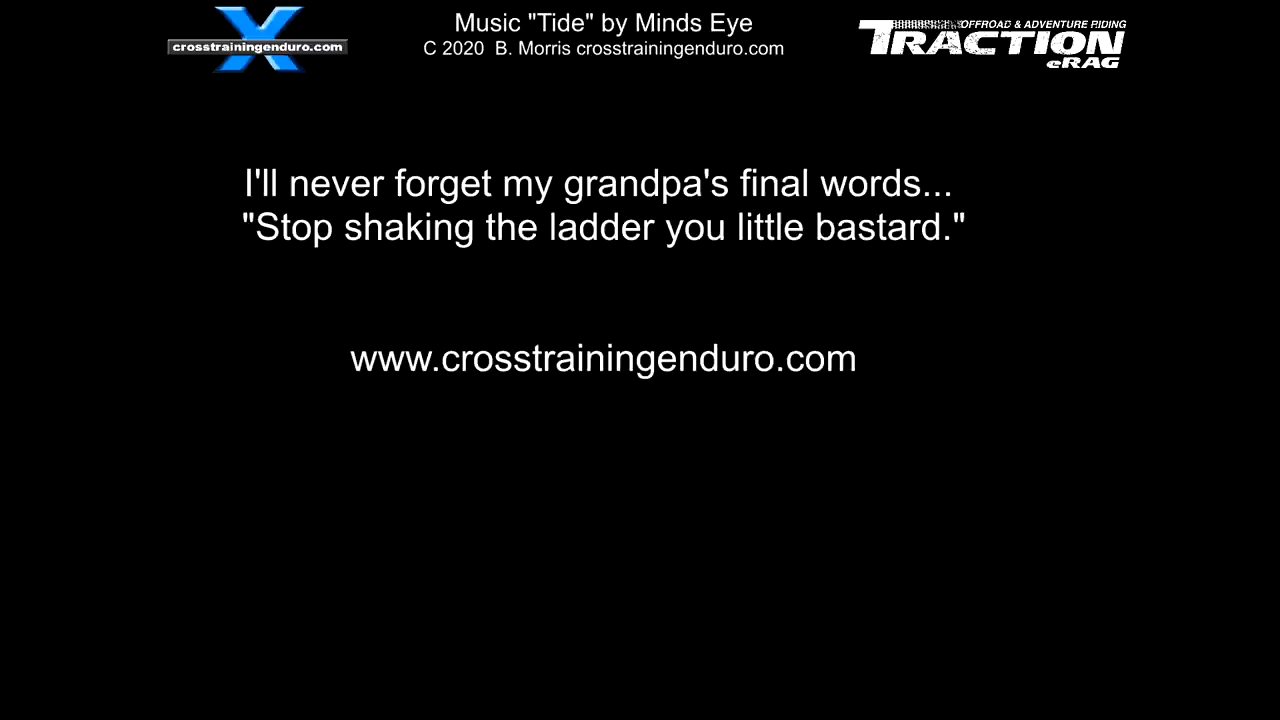 crosstrainingenduro.com
Music "Tide" by Minds Eye
C 2020 B. Morris crosstrainingenduro.com
OFFROAD & ADVENTURE RIDING
TRACTION
eRAG
I'll never forget my grandpa's final words...
"Stop shaking the ladder you little bastard."
www.crosstrainingenduro.com